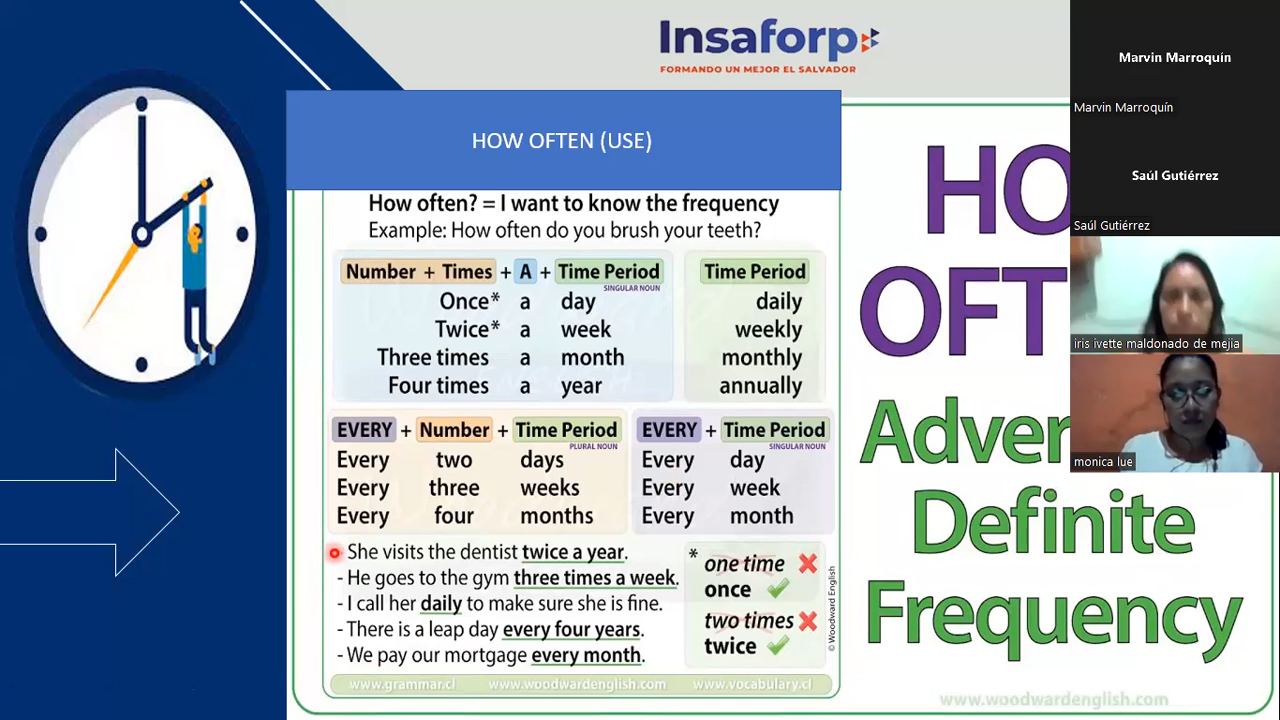 Insaforp
FORMANDO UN MEJOR EL SALVADOR
HOW OFTEN (USE)
How often? = I want to know the frequency
Example: How often do you brush your teeth?
Number + Times + A + Time Period
SINGULAR NOUN
Once* a day
Twice* a week
Three times a month
Four times a year
Time Period
daily
weekly
monthly
annually
EVERY + Number + Time Period
PLURAL NOUN
Every two days
Every three weeks
Every four months
EVERY + Time Period
SINGULAR NOUN
Every day
Every week
Every month
She visits the dentist twice a year.
- He goes to the gym three times a week.
- I call her daily to make sure she is fine.
- There is a leap day every four years.
- We pay our mortgage every month.
* one time
once
two times
twice
© Woodward English
www.grammar.cl www.woodwardenglish.com www.vocabulary.cl
HO
OFT
Adver
Definite
Frequency
www.woodwardenglish.com
Marvin Marroquín
Marvin Marroquín
Saúl Gutiérrez
Saúl Gutiérrez
iris ivette maldonado de mejia
monica lue